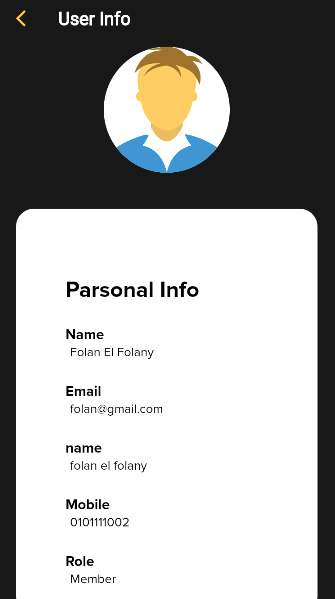 User Info
Parsonal Info
Name
Folan El Folany
Email
folan@gmail.com
name
folan el folany
Mobile
0101111002
Role
Member